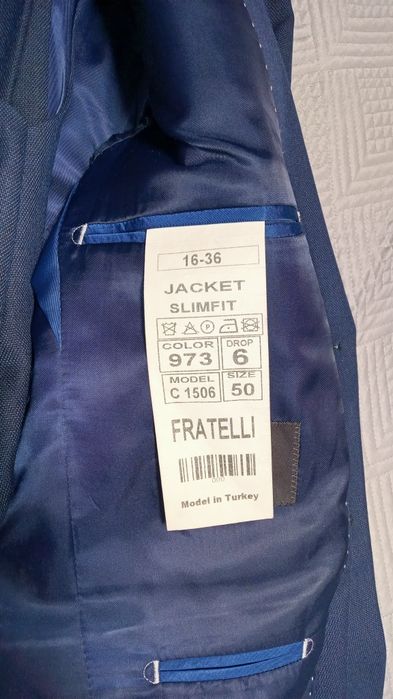 16-36
JACKET
SLIMFIT
COLOR DROP
973 6
MODEL SIZE
C 1506 50
FRATELLI
Model in Turkey